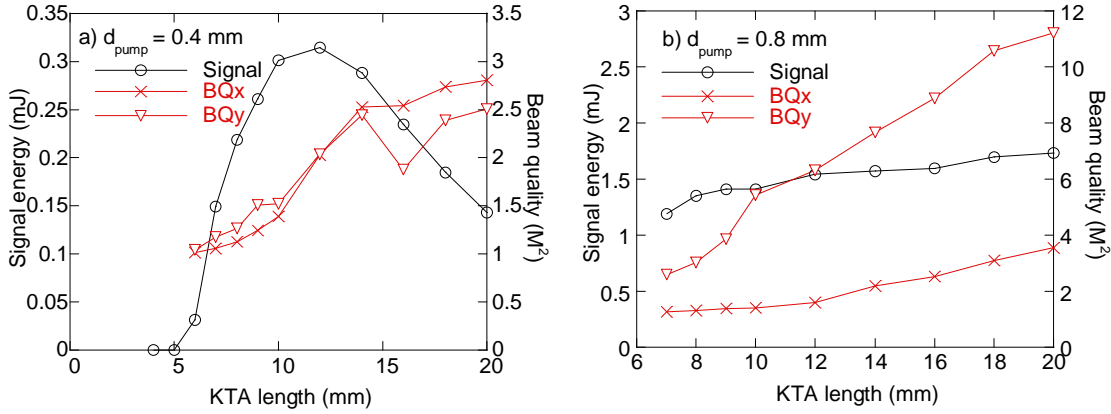 a) d_pump = 0.4 mm
Signal
BQx
BQy
Signal energy (mJ)
0.35
0.3
0.25
0.2
0.15
0.1
0.05
0
3.5
3
2.5
2
1.5
1
0.5
0
Beam quality (M²)
0 5 10 15 20
KTA length (mm)
b) d_pump = 0.8 mm
Signal
BQx
BQy
Signal energy (mJ)
3
2.5
2
1.5
1
0.5
0
12
10
8
6
4
2
0
Beam quality (M²)
6 8 10 12 14 16 18 20
KTA length (mm)